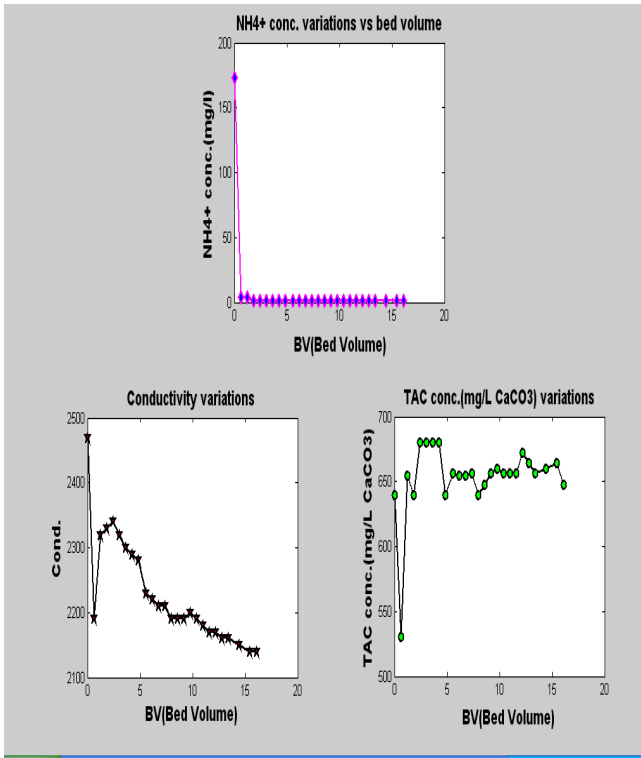 NH4+ conc. variations vs bed volume
200
150
100
50
0
NH4+ conc.(mg/l)
0 5 10 15 20
BV(Bed Volume)
Conductivity variations
2500
2400
2300
2200
2100
Cond.
0 5 10 15 20
BV(Bed Volume)
TAC conc.(mg/L CaCO3) variations
700
650
600
550
500
TAC conc.(mg/L CaCO3)
0 5 10 15 20
BV(Bed Volume)